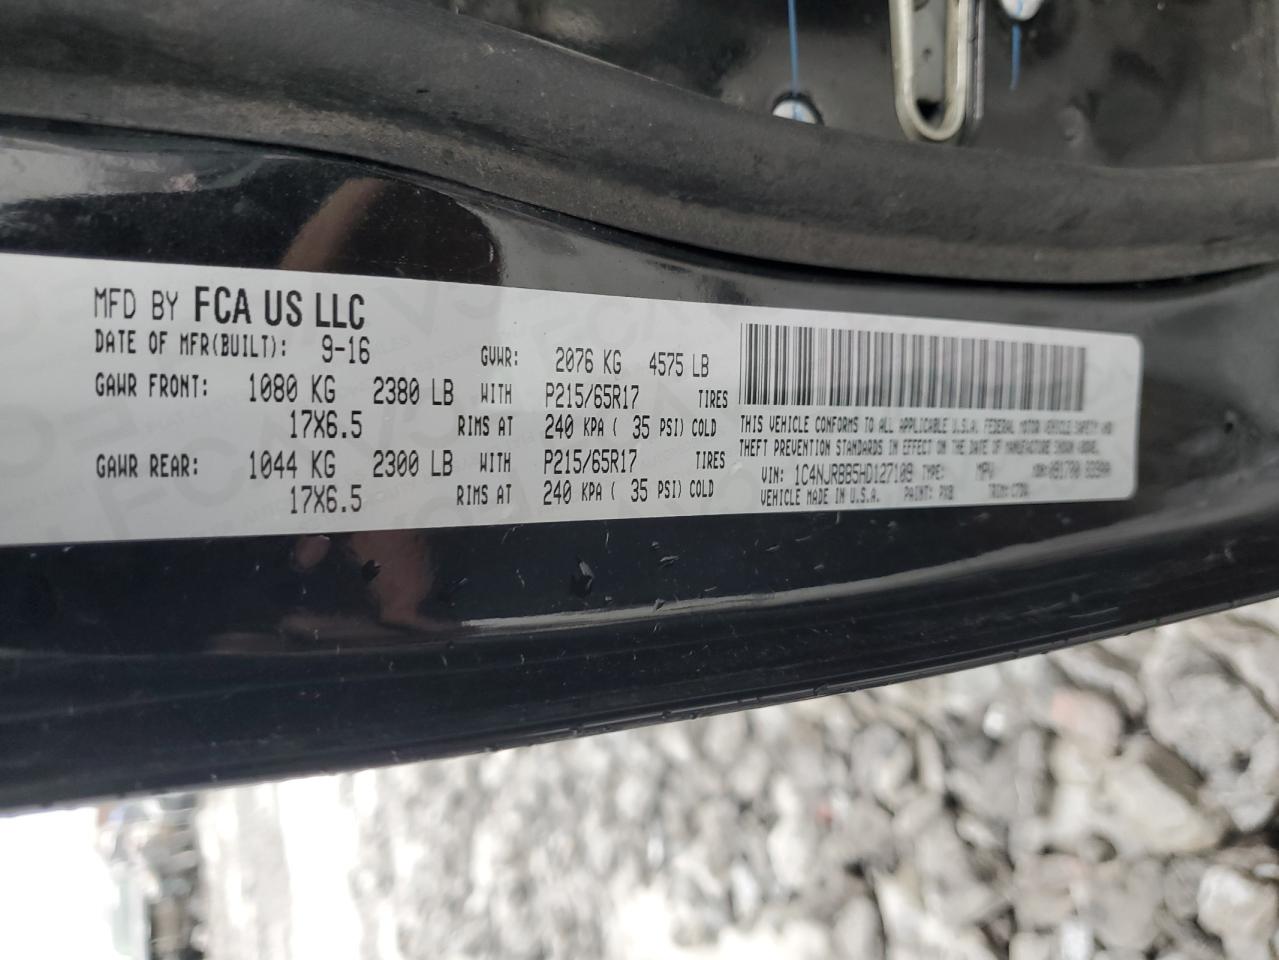 MFD BY FCA US LLC
DATE OF MFR(BUILT): 9-16 GVWR: 2076 KG 4575 LB
GAWR FRONT: 1080 KG 2380 LB WITH P215/65R17 TIRES
17X6.5 RIMS AT 240 KPA ( 35 PSI) COLD
GAWR REAR: 1044 KG 2300 LB WITH P215/65R17 TIRES
17X6.5 RIMS AT 240 KPA ( 35 PSI) COLD
THIS VEHICLE CONFORMS TO ALL APPLICABLE U.S.A. FEDERAL MOTOR VEHICLE SAFETY AND
THEFT PREVENTION STANDARDS IN EFFECT ON THE DATE OF MANUFACTURE SHOWN ABOVE.
VIN: 1C4NJRBB5HD127109 TYPE: MPV
VEHICLE MADE IN U.S.A. PAINT: PX8 TRIM: